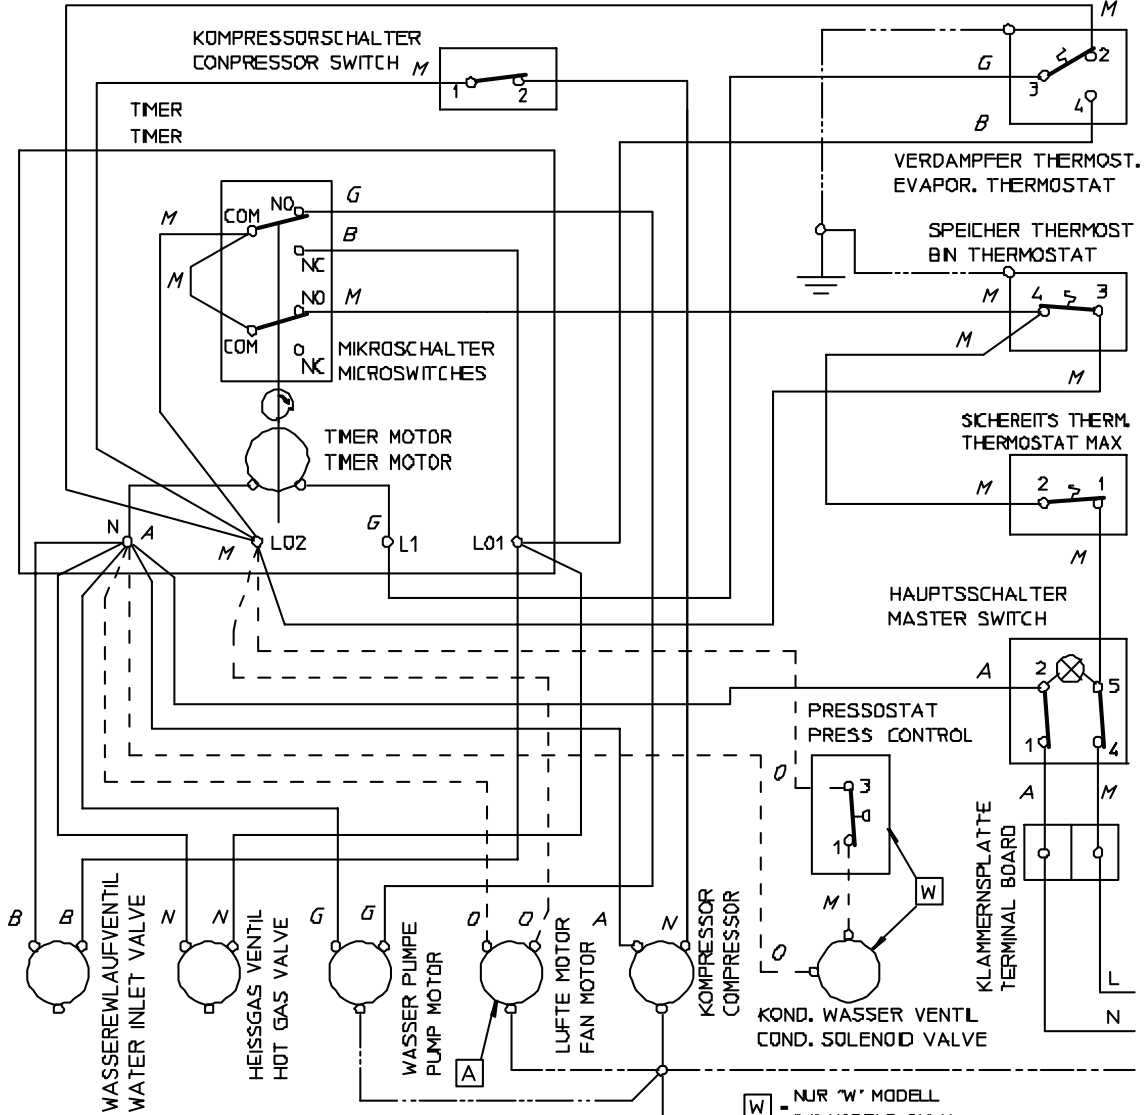 KOMPRESSORSCHALTER
CONPRESSOR SWITCH
M
1
2
M
G
2
3
4
B
TIMER
TIMER
VERDAMPFER THERMOST.
EVAPOR. THERMOSTAT
NO
G
COM
M
B
NC
M
NO
M
COM
NC
MIKROSCHALTER
MICROSWITCHES
SPEICHER THERMOST
BIN THERMOSTAT
M
4
3
M
M
TIMER MOTOR
TIMER MOTOR
SICHEREITS THERM.
THERMOSTAT MAX
M
2
1
N
A
M
LO2
G
L1
LO1
M
HAUPTSSCHALTER
MASTER SWITCH
A
2
5
1
4
PRESSOSTAT
PRESS CONTROL
O
3
1
A
M
KLAMMERNSPLATTE
TERMINAL BOARD
W
M
B
B
WASSEREWLAUFVENTIL
WATER INLET VALVE
N
N
HEISSGAS VENTIL
HOT GAS VALVE
G
G
WASSER PUMPE
PUMP MOTOR
O
O
LUFTE MOTOR
FAN MOTOR
A
N
KOMPRESSOR
COMPRESSOR
O
KOND. WASSER VENTIL
COND. SOLENOID VALVE
L
N
A
W - NUR "W" MODELL